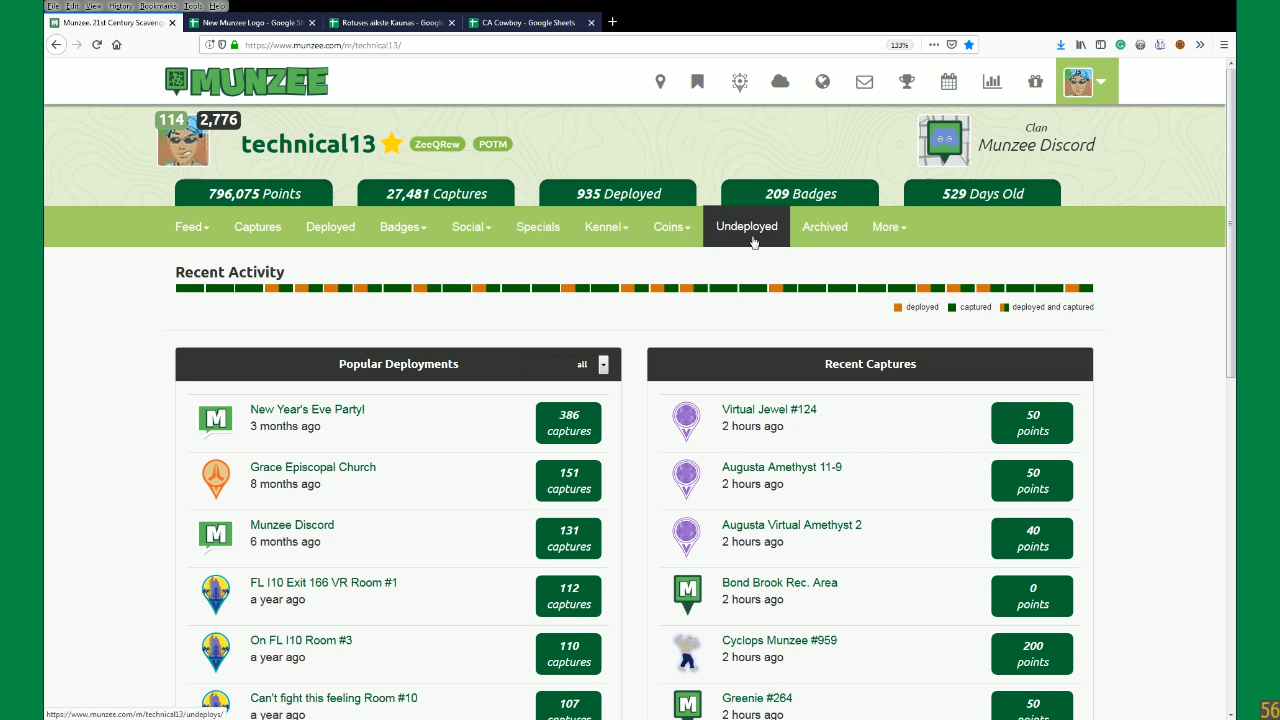 File Edit View History Bookmarks Tools Help
Munzee. 21st Century Scaveng
New Munzee Logo - Google Sh
Rotuses aikste Kaunas - Google
CA Cowboy - Google Sheets
https://www.munzee.com/m/technical13/
133%
MUNZEE
114 2,776
technical13 ZeeQRew POTM
Clan
Munzee Discord
796,075 Points 27,481 Captures 935 Deployed 209 Badges 529 Days Old
Feed Captures Deployed Badges Social Specials Kennel Coins Undeployed Archived More
Recent Activity
deployed captured deployed and captured
Popular Deployments all
New Year's Eve Party!
3 months ago
386
captures
Grace Episcopal Church
8 months ago
151
captures
Munzee Discord
6 months ago
131
captures
FL I10 Exit 166 VR Room #1
a year ago
112
captures
On FL I10 Room #3
a year ago
110
captures
Can't fight this feeling Room #10
a year ago
107
captures
Recent Captures
Virtual Jewel #124
2 hours ago
50
points
Augusta Amethyst 11-9
2 hours ago
50
points
Augusta Virtual Amethyst 2
2 hours ago
40
points
Bond Brook Rec. Area
2 hours ago
0
points
Cyclops Munzee #959
2 hours ago
200
points
Greenie #264
2 hours ago
50
points
https://www.munzee.com/m/technical13/undeploys/
56